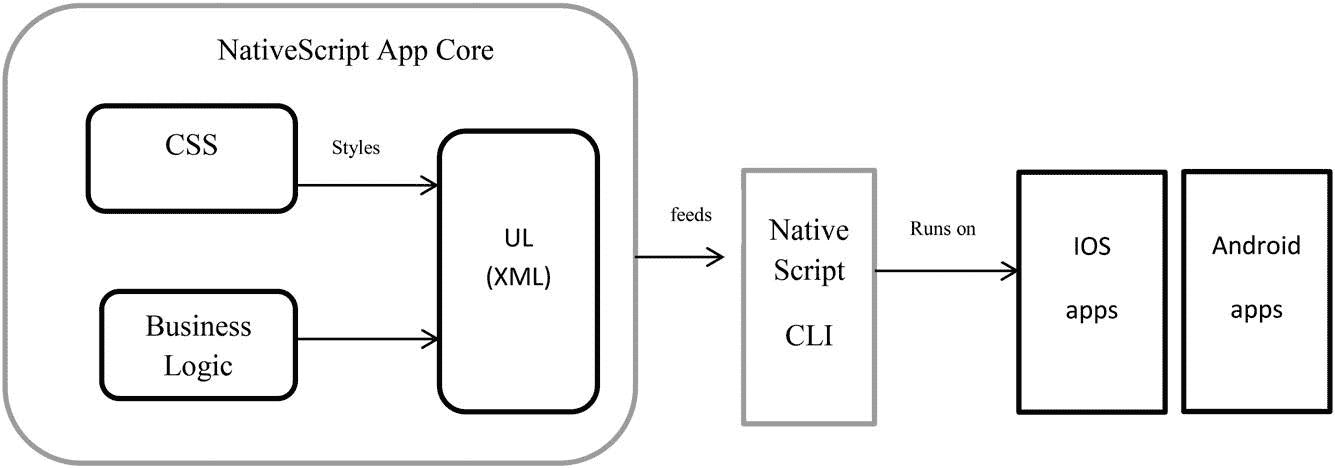 NativeScript App Core
CSS
Styles
Business
Logic
UL
(XML)
feeds
Native
Script
CLI
Runs on
IOS
apps
Android
apps